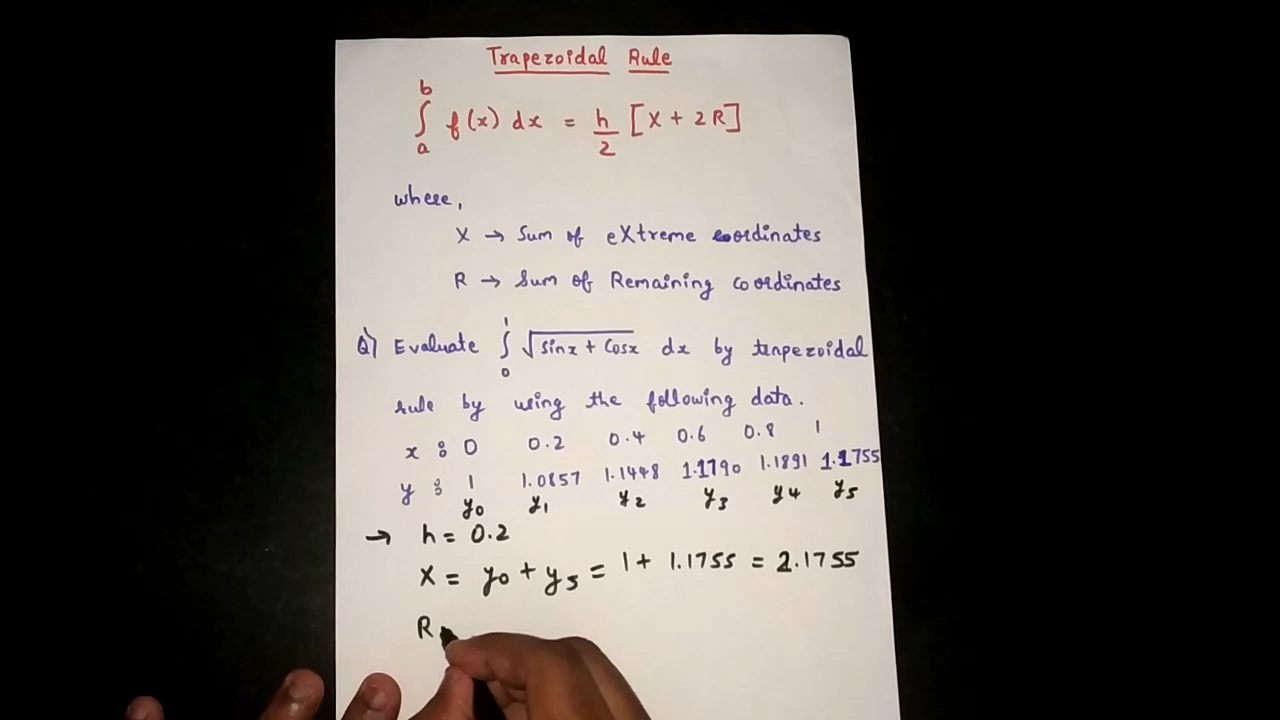 Trapezoidal Rule
∫ₐᵇ f(x) dx = h/2 [X + 2R]
where,
X → Sum of eXtreme coordinates
R → Sum of Remaining coordinates
Q) Evaluate ∫₀¹ √(sinx + Cosx) dx by trapezoidal
rule by using the following data.
x : 0 0.2 0.4 0.6 0.8 1
y : 1 1.0857 1.1448 1.1790 1.1891 1.1755
y₀ y₁ y₂ y₃ y₄ y₅
→ h = 0.2
X = y₀ + y₅ = 1 + 1.1755 = 2.1755
R